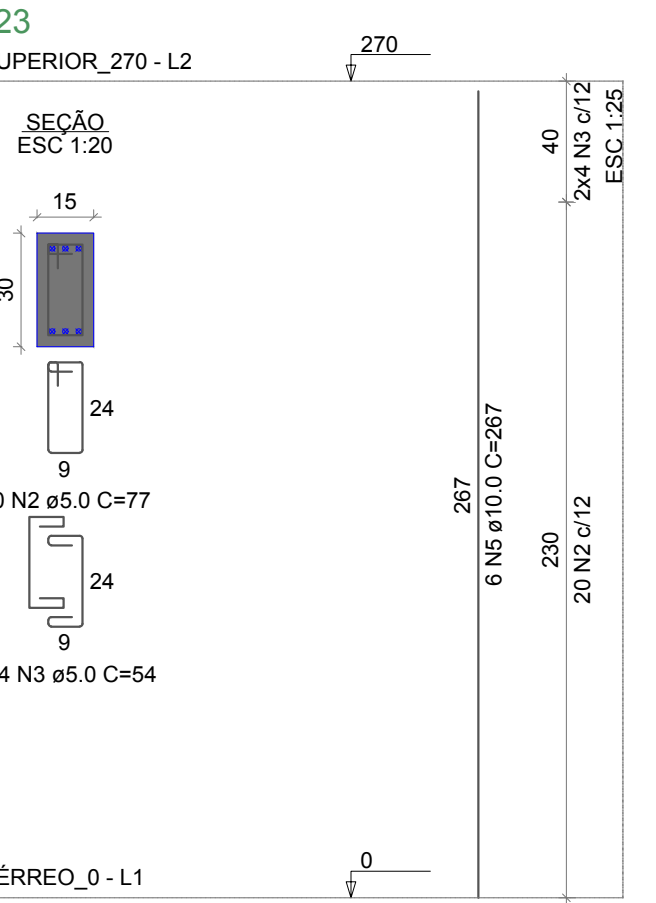 23
UPERIOR_270 - L2
270
SEÇÃO
ESC 1:20
15
30
24
9
0 N2 ø5.0 C=77
24
9
4 N3 ø5.0 C=54
267
6 N5 ø10.0 C=267
40
2x4 N3 c/12
ESC 1:25
230
20 N2 c/12
ÉRREO_0 - L1
0